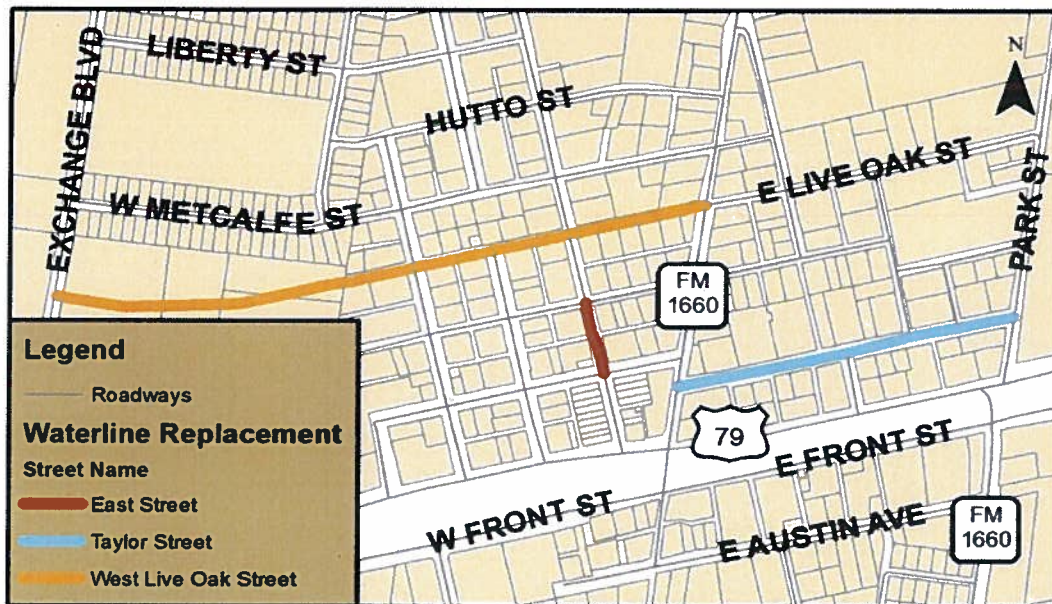 LIBERTY ST
EXCHANGE BLVD
HUTTO ST
N
W METCALFE ST
E LIVE OAK ST
PARK ST
FM
1660
79
E FRONT ST
W FRONT ST
E AUSTIN AVE
FM
1660
Legend
Roadways
Waterline Replacement
Street Name
East Street
Taylor Street
West Live Oak Street